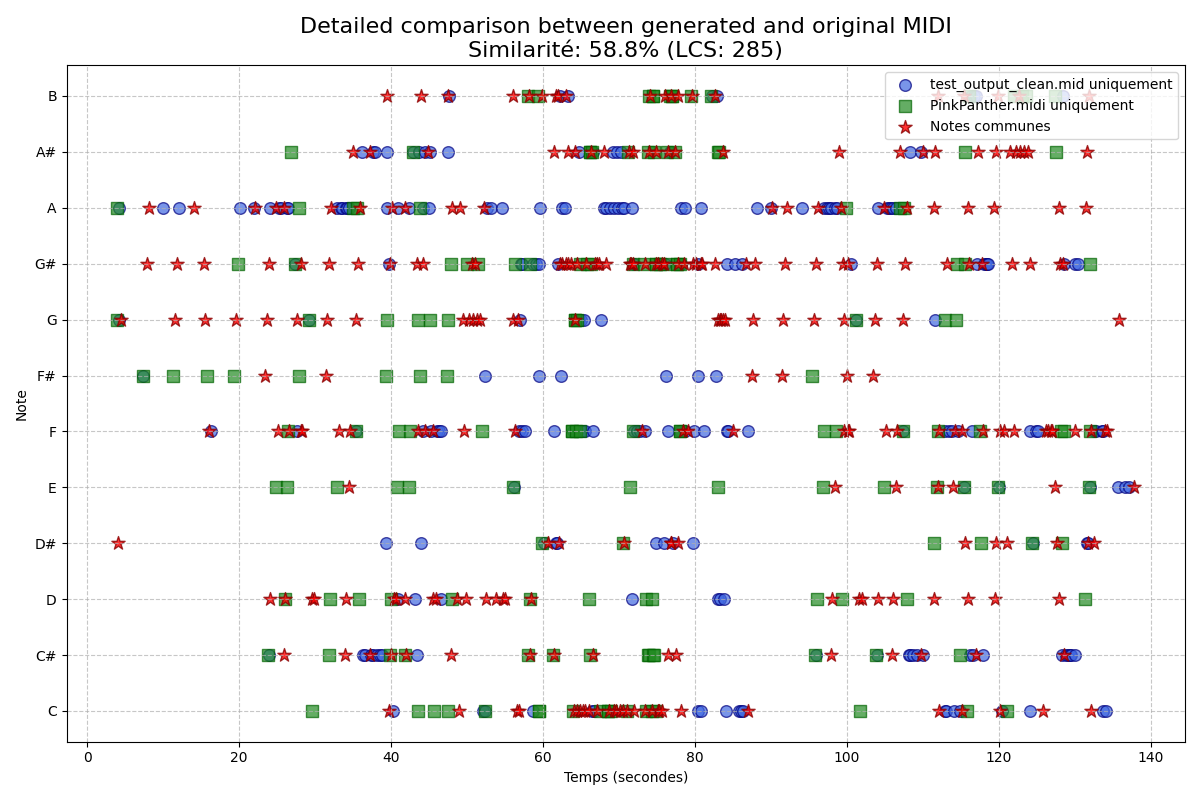 Detailed comparison between generated and original MIDI
Similarité: 58.8% (LCS: 285)
test_output_clean.mid uniquement
PinkPanther.midi uniquement
Notes communes
B
A#
A
G#
G
F#
F
E
D#
D
C#
C
Note
0 20 40 60 80 100 120 140
Temps (secondes)